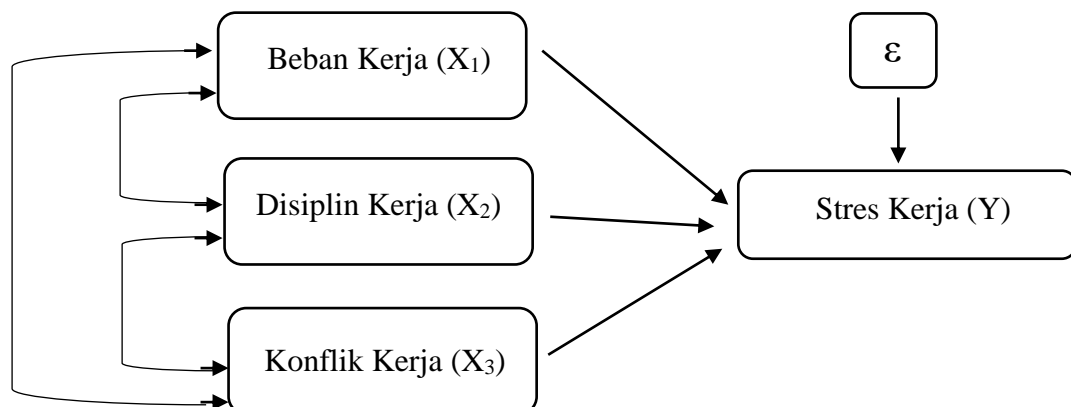 Beban Kerja (X₁)
ε
Disiplin Kerja (X₂)
Stres Kerja (Y)
Konflik Kerja (X₃)